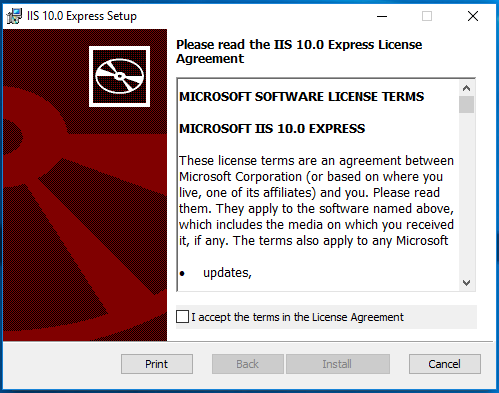 IIS 10.0 Express Setup
Please read the IIS 10.0 Express License
Agreement
MICROSOFT SOFTWARE LICENSE TERMS
MICROSOFT IIS 10.0 EXPRESS
These license terms are an agreement between
Microsoft Corporation (or based on where you
live, one of its affiliates) and you. Please read
them. They apply to the software named above,
which includes the media on which you received
it, if any. The terms also apply to any Microsoft
• updates,
I accept the terms in the License Agreement
Print Back Install Cancel